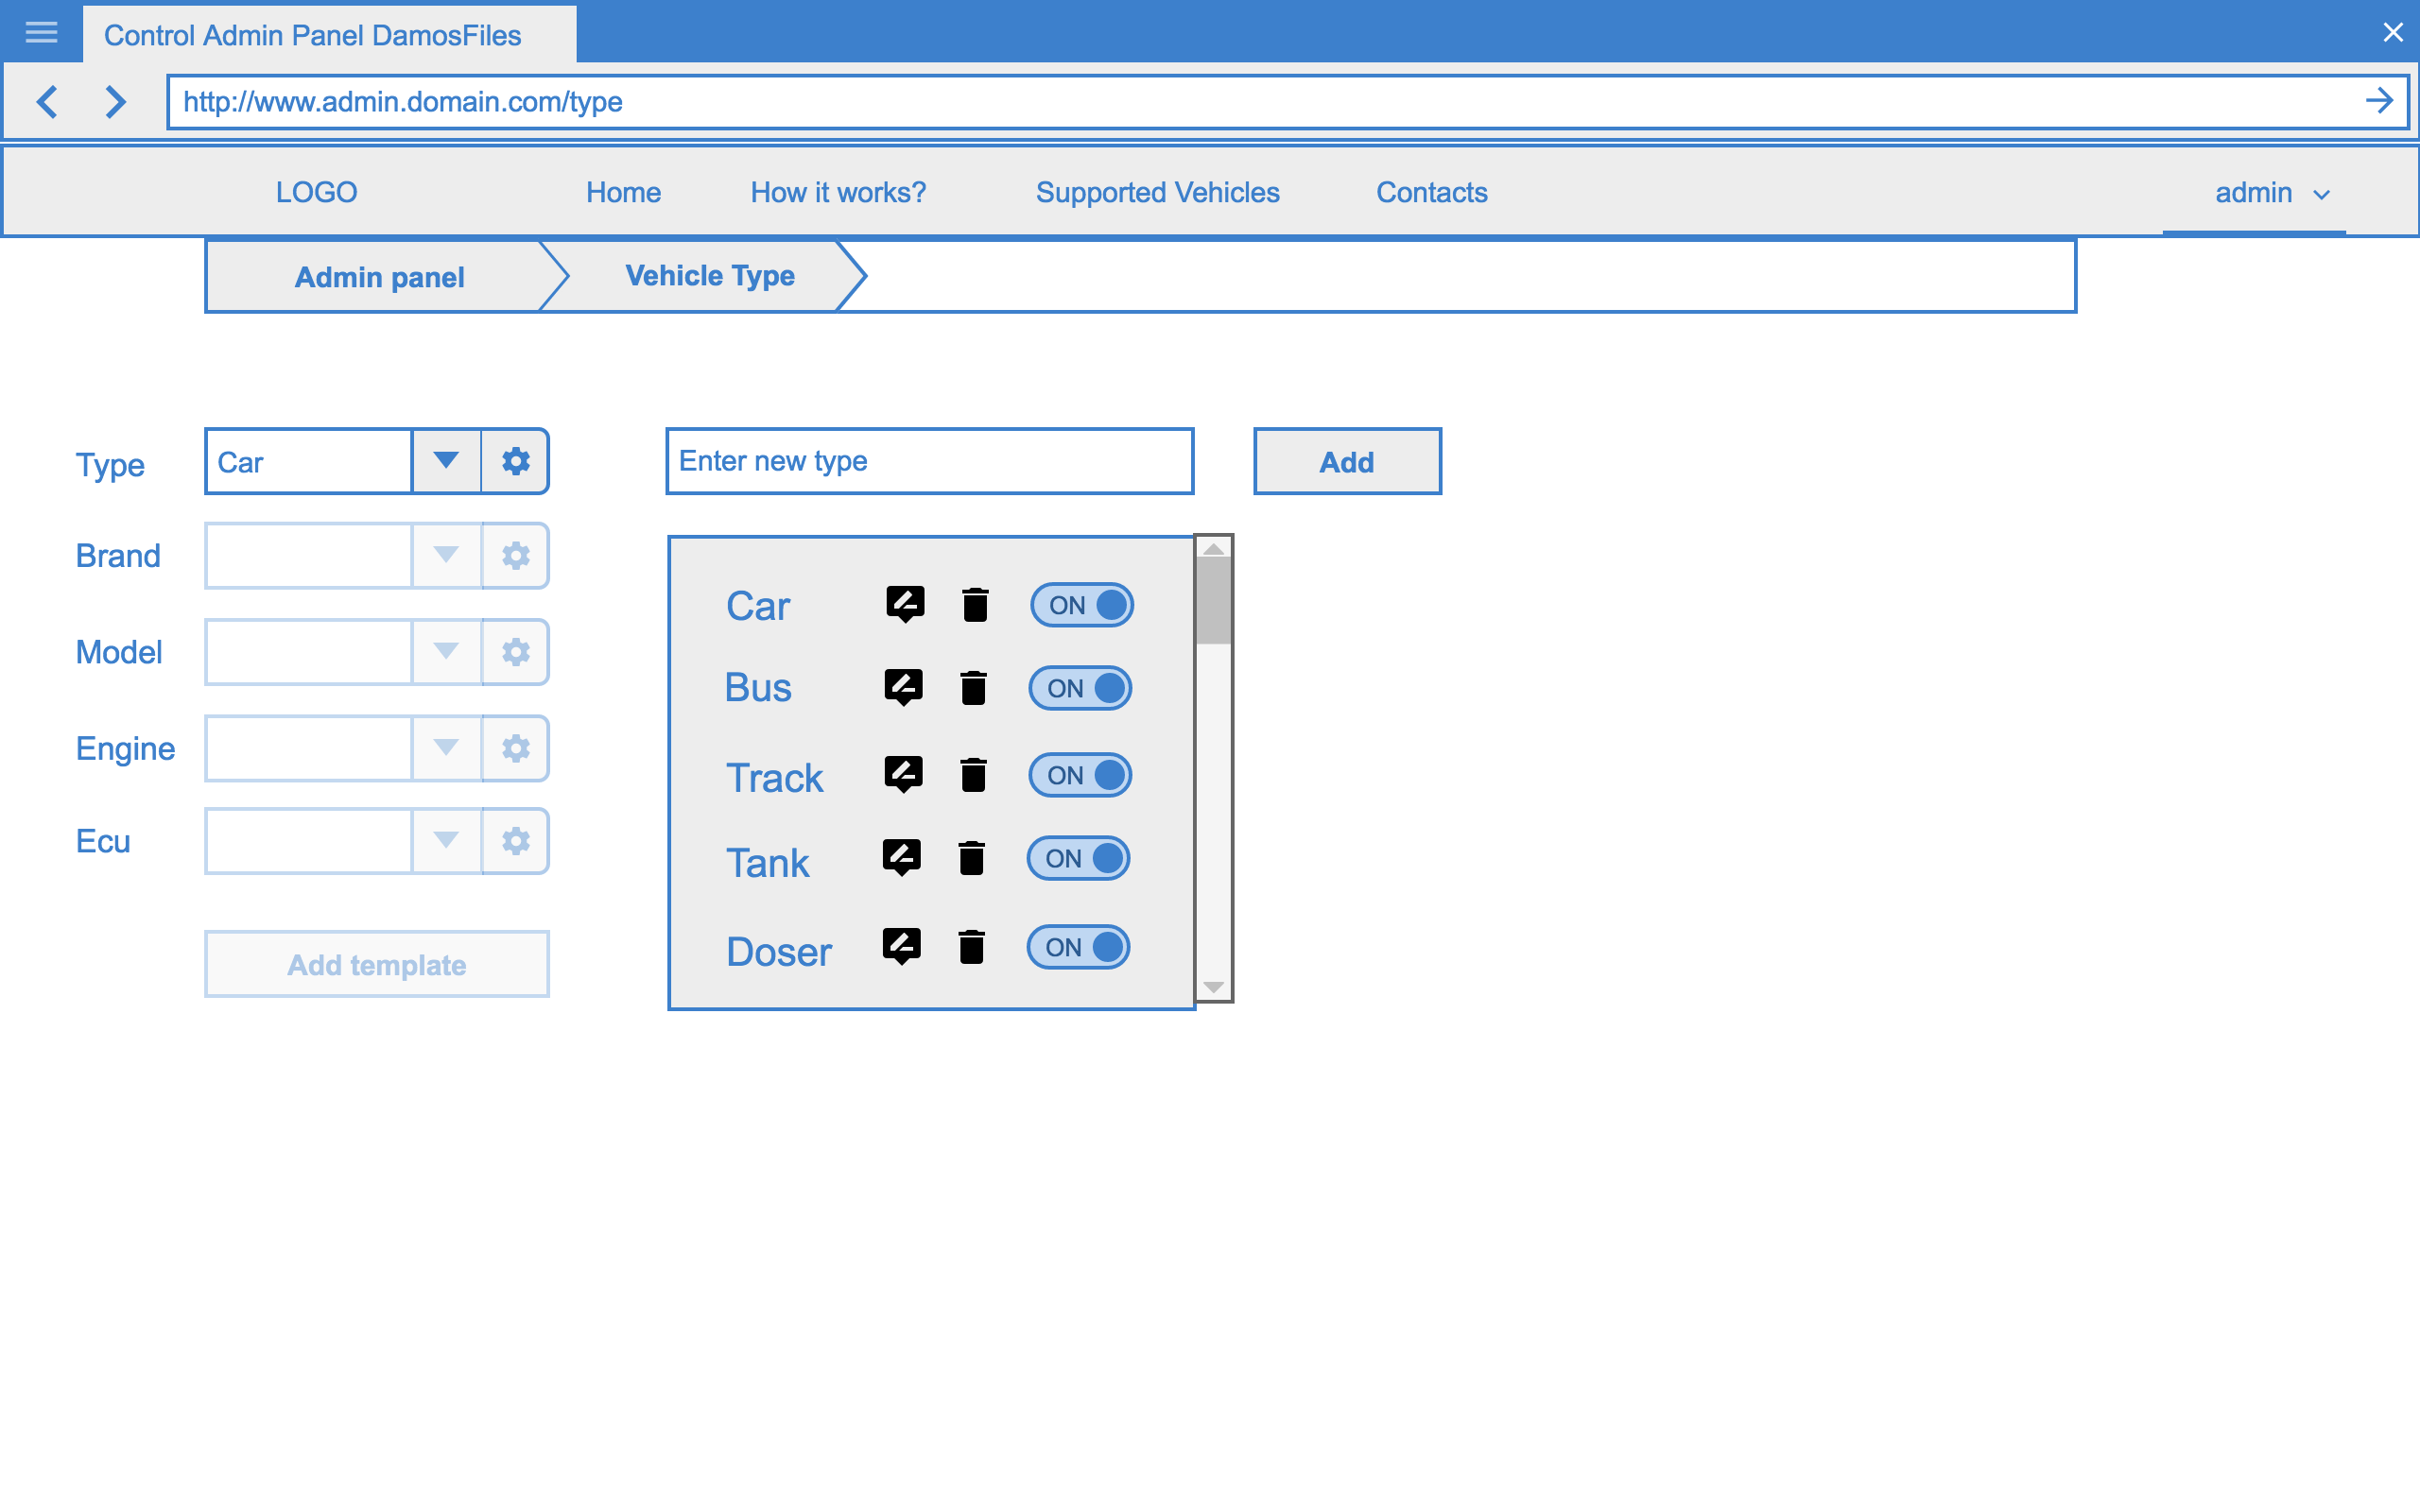 Control Admin Panel DamosFiles
http://www.admin.domain.com/type
LOGO Home How it works? Supported Vehicles Contacts admin
Admin panel Vehicle Type
Type Car Enter new type Add
Brand
Model
Engine
Ecu
Add template
Car ON
Bus ON
Track ON
Tank ON
Doser ON